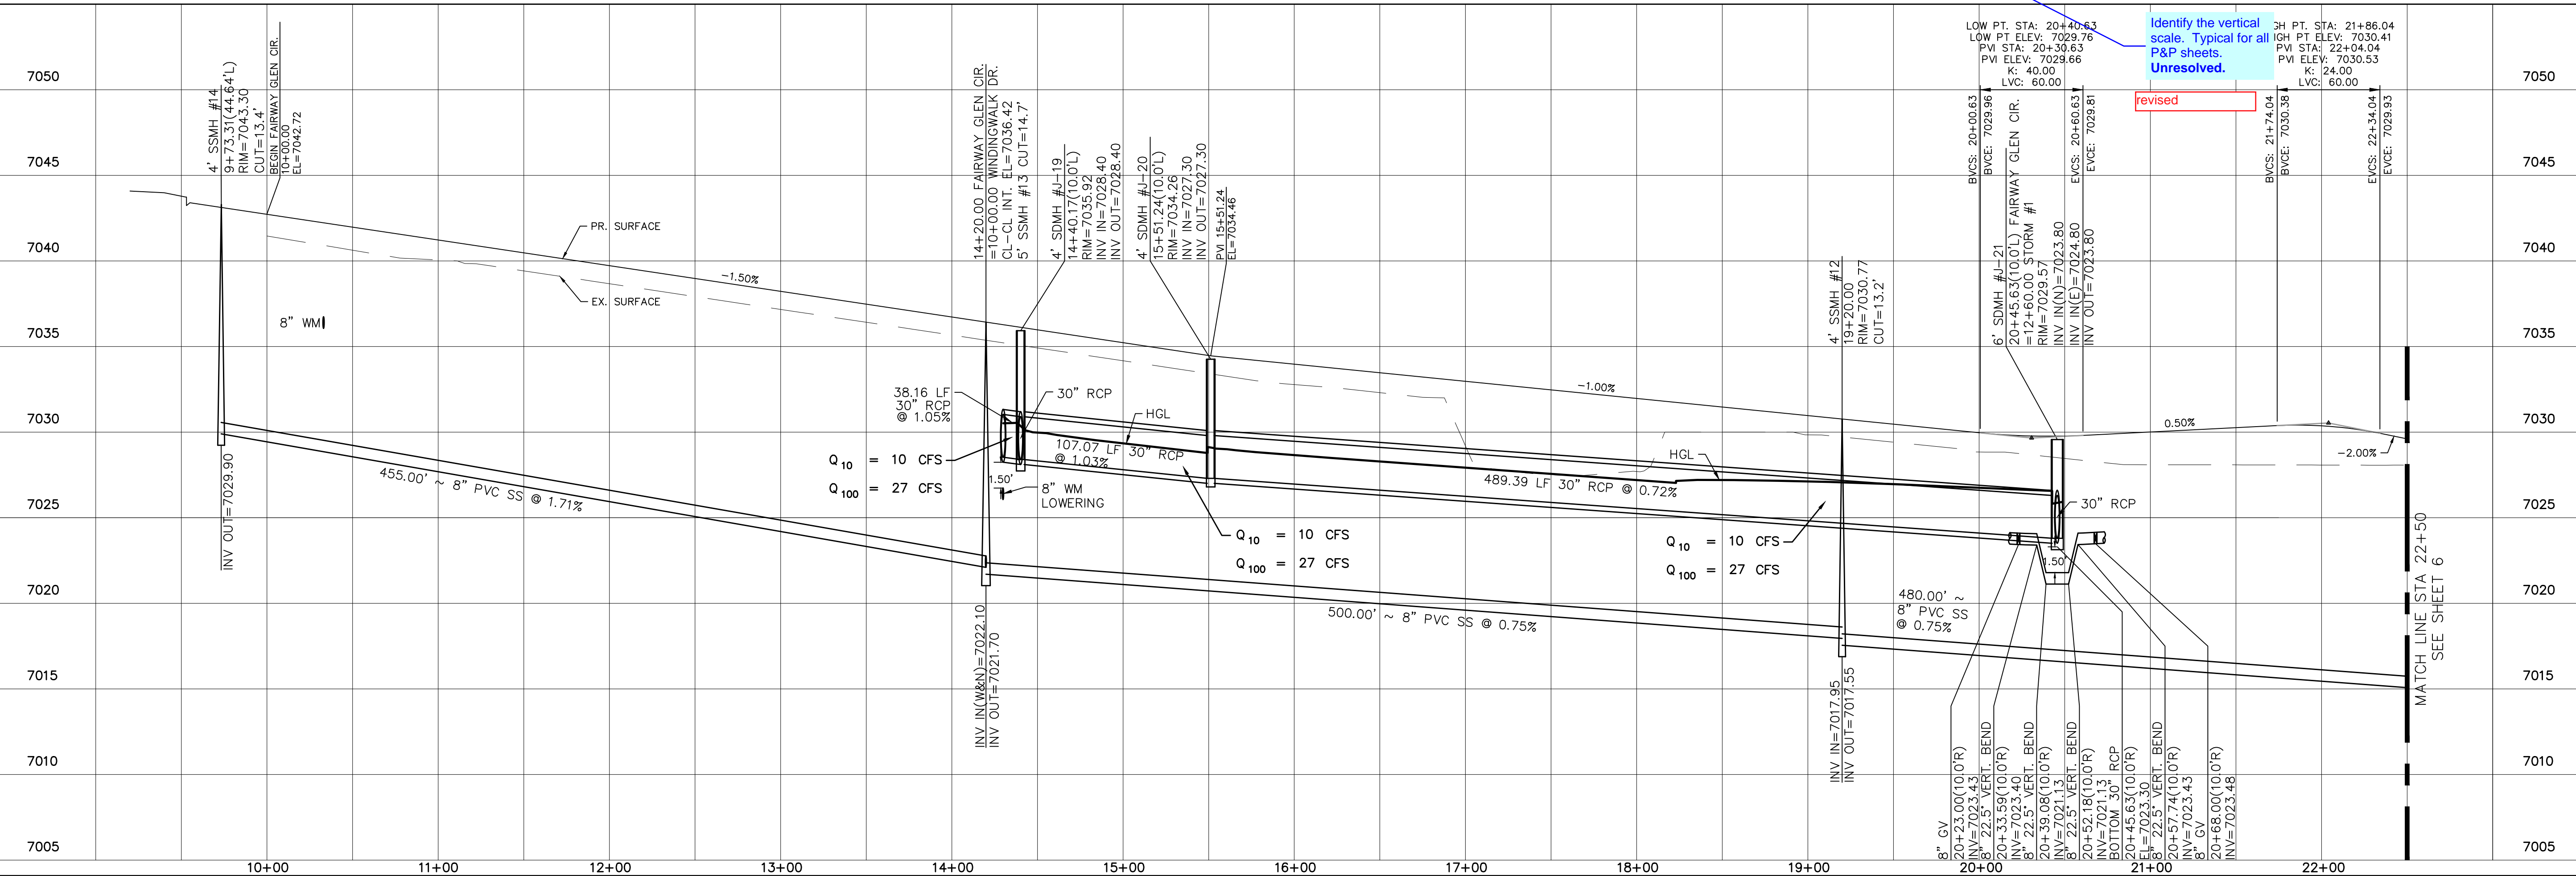 7050
7045
7040
7035
7030
7025
7020
7015
7010
7005
4' SSMH #14
9+73.31(44.64'L)
RIM=7043.30
CUT=13.4'
BEGIN FAIRWAY GLEN CIR.
10+00.00
EL=7042.72
PR. SURFACE
EX. SURFACE
-1.50%
8" WM
INV OUT=7029.90
455.00' ~ 8" PVC SS @ 1.71%
14+20.00 FAIRWAY GLEN CIR.
=10+00.00 WINDINGWALK DR.
CL-CL INT. EL=7036.42
5' SSMH #13 CUT=14.7'
4' SDMH #J-19
14+40.17(10.0'L)
RIM=7035.92
INV IN=7028.40
INV OUT=7028.40
4' SDMH #J-20
15+51.24(10.0'L)
RIM=7034.26
INV IN=7027.30
INV OUT=7027.30
PVI 15+51.24
EL=7034.46
38.16 LF
30" RCP
@ 1.05%
30" RCP
HGL
Q10 = 10 CFS
Q100 = 27 CFS
107.07 LF 30" RCP
@ 1.03%
1.50'
8" WM
LOWERING
Q10 = 10 CFS
Q100 = 27 CFS
INV IN(W&N)=7022.10
INV OUT=7021.70
500.00' ~ 8" PVC SS @ 0.75%
-1.00%
489.39 LF 30" RCP @ 0.72%
HGL
Q10 = 10 CFS
Q100 = 27 CFS
4' SSMH #12
19+20.00
RIM=7030.77
CUT=13.2'
INV IN=7017.95
INV OUT=7017.55
480.00' ~
8" PVC SS
@ 0.75%
LOW PT. STA: 20+40.63
LOW PT ELEV: 7029.76
PVI STA: 20+30.63
PVI ELEV: 7029.66
K: 40.00
LVC: 60.00
BVCS: 20+00.63
BVCE: 7029.96
EVCS: 20+60.63
EVCE: 7029.81
6' SDMH #J-21
20+45.63(10.0'L) FAIRWAY GLEN CIR.
=12+60.00 STORM #1
RIM=7029.57
INV IN(N)=7023.80
INV IN(E)=7024.80
INV OUT=7023.80
Identify the vertical
scale. Typical for all
P&P sheets.
Unresolved.
revised
GH PT. STA: 21+86.04
IGH PT ELEV: 7030.41
PVI STA: 22+04.04
PVI ELEV: 7030.53
K: 24.00
LVC: 60.00
BVCS: 21+74.04
BVCE: 7030.38
EVCS: 22+34.04
EVCE: 7029.93
0.50%
-2.00%
30" RCP
1.50'
8" GV
20+23.00(10.0'R)
INV=7023.43
8" 22.5° VERT. BEND
20+33.59(10.0'R)
INV=7023.40
8" 22.5° VERT. BEND
20+39.08(10.0'R)
INV=7021.13
8" 22.5° VERT. BEND
20+52.18(10.0'R)
INV=7021.13
BOTTOM 30" RCP
20+45.63(10.0'R)
EL=7023.30
8" 22.5° VERT. BEND
20+57.74(10.0'R)
INV=7023.43
8" GV
20+68.00(10.0'R)
INV=7023.48
MATCH LINE STA 22+50
SEE SHEET 6
7050
7045
7040
7035
7030
7025
7020
7015
7010
7005
10+00
11+00
12+00
13+00
14+00
15+00
16+00
17+00
18+00
19+00
20+00
21+00
22+00